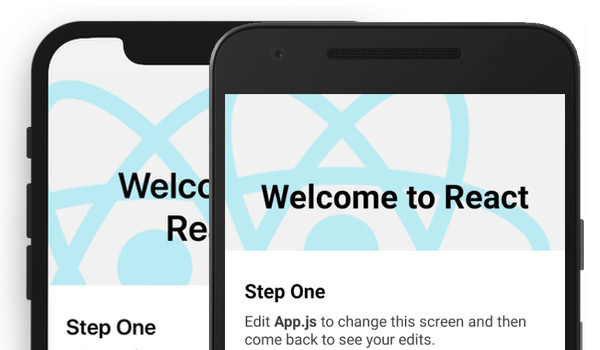 Welco
Re
Step One
Welcome to React
Step One
Edit App.js to change this screen and then
come back to see your edits.